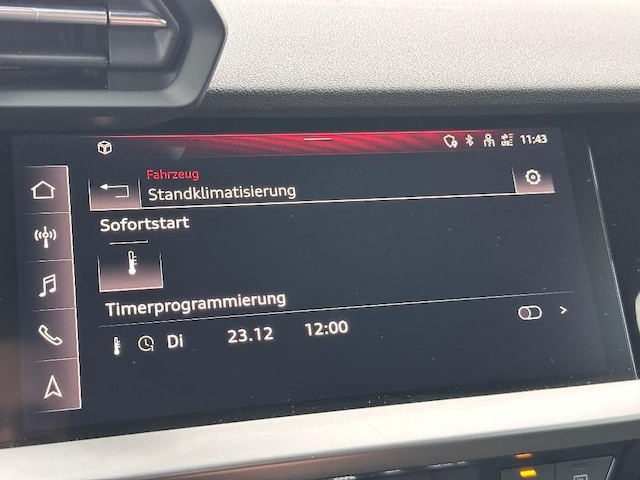 11:43
Fahrzeug
Standklimatisierung
Sofortstart
Timerprogrammierung
Di 23.12 12:00